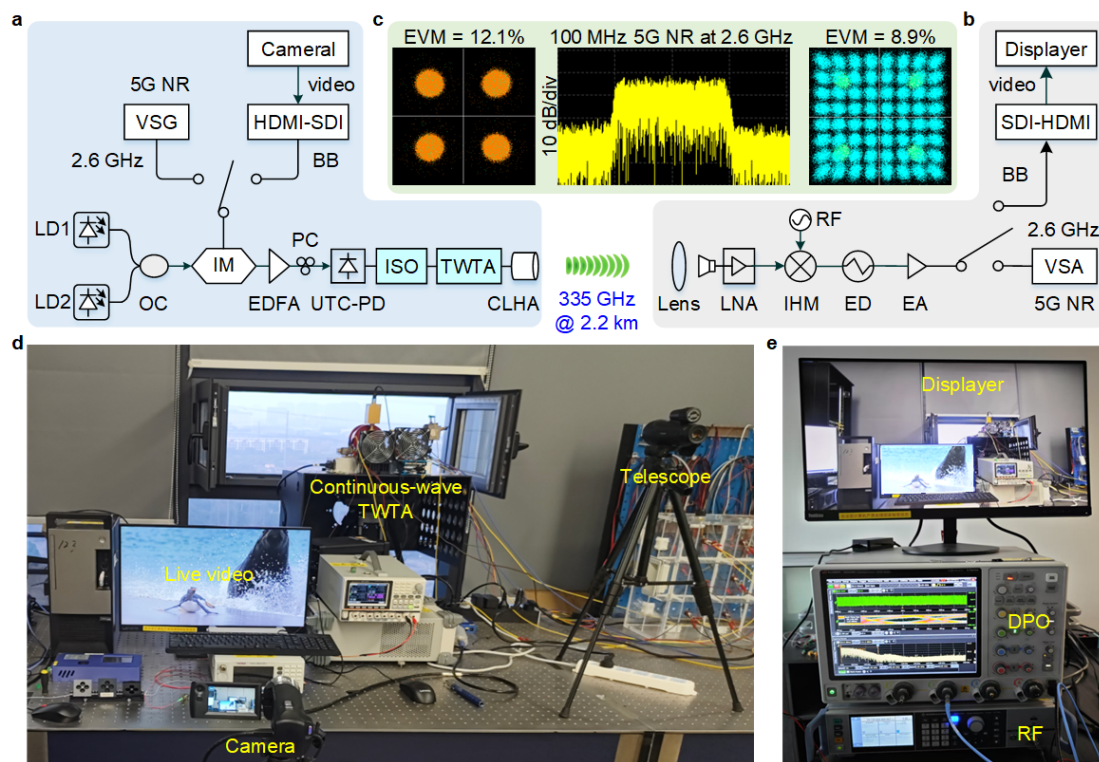 a
Cameral
video
5G NR
VSG
HDMI-SDI
2.6 GHz
BB
LD1
LD2
OC
IM
EDFA
PC
UTC-PD
ISO
TWTA
CLHA
c
EVM = 12.1%
100 MHz 5G NR at 2.6 GHz
EVM = 8.9%
10 dB/div
335 GHz
@ 2.2 km
b
Displayer
video
SDI-HDMI
BB
2.6 GHz
RF
VSA
Lens
LNA
IHM
ED
EA
5G NR
d
Continuous-wave
TWTA
Telescope
Live video
Camera
e
Displayer
DPO
RF